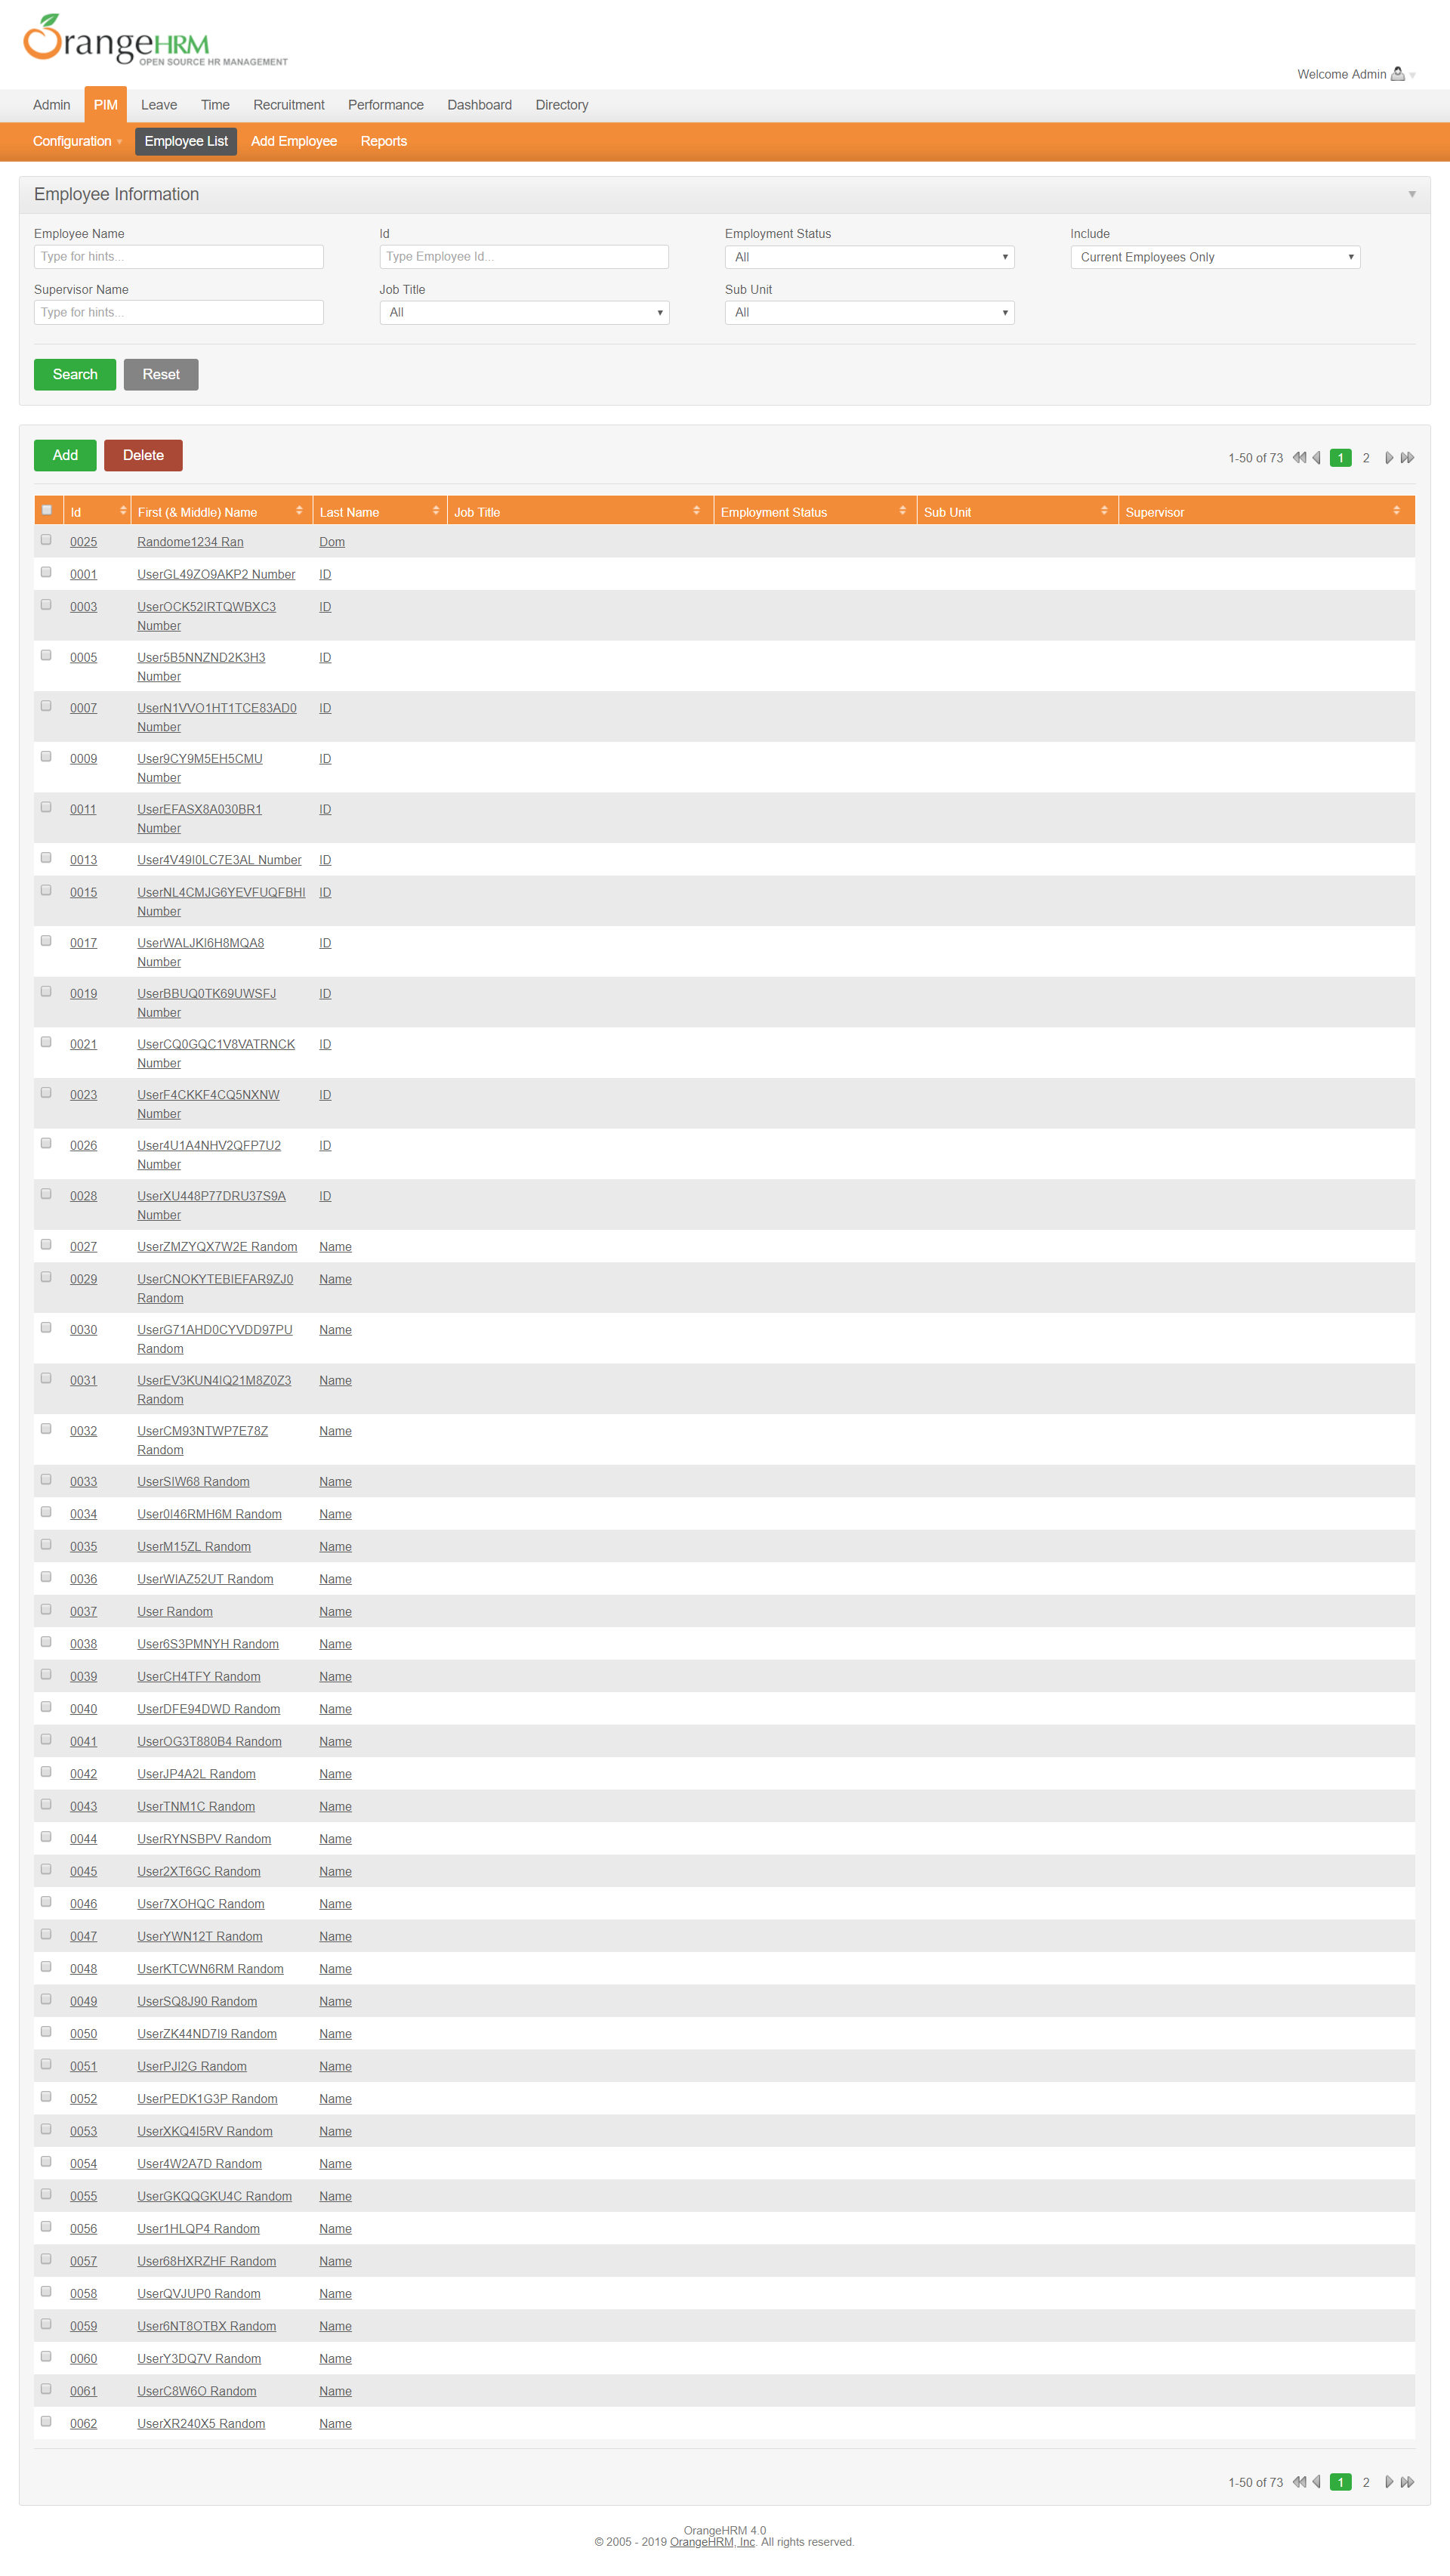 OrangeHRM
OPEN SOURCE HR MANAGEMENT
Welcome Admin
Admin PIM Leave Time Recruitment Performance Dashboard Directory
Configuration Employee List Add Employee Reports
Employee Information
Employee Name Id Employment Status Include
Type for hints... Type Employee Id... All Current Employees Only
Supervisor Name Job Title Sub Unit
Type for hints... All All
Search Reset
Add Delete 1-50 of 73 1 2
Id First (& Middle) Name Last Name Job Title Employment Status Sub Unit Supervisor
0025 Randome1234 Ran Dom
0001 UserGL49ZO9AKP2 Number ID
0003 UserOCK52IRTQWBXC3 ID
Number
0005 User5B5NNZND2K3H3 ID
Number
0007 UserN1VVO1HT1TCE83AD0 ID
Number
0009 User9CY9M5EH5CMU ID
Number
0011 UserEFASX8A030BR1 ID
Number
0013 User4V49I0LC7E3AL Number ID
0015 UserNL4CMJG6YEVFUQFBHI ID
Number
0017 UserWALJKI6H8MQA8 ID
Number
0019 UserBBUQ0TK69UWSFJ ID
Number
0021 UserCQ0GQC1V8VATRNCK ID
Number
0023 UserF4CKKF4CQ5NXNW ID
Number
0026 User4U1A4NHV2QFP7U2 ID
Number
0028 UserXU448P77DRU37S9A ID
Number
0027 UserZMZYQX7W2E Random Name
0029 UserCNOKYTEBIEFAR9ZJ0 Name
Random
0030 UserG71AHD0CYVDD97PU Name
Random
0031 UserEV3KUN4IQ21M8Z0Z3 Name
Random
0032 UserCM93NTWP7E78Z Name
Random
0033 UserSIW68 Random Name
0034 User0I46RMH6M Random Name
0035 UserM15ZL Random Name
0036 UserWIAZ52UT Random Name
0037 User Random Name
0038 User6S3PMNYH Random Name
0039 UserCH4TFY Random Name
0040 UserDFE94DWD Random Name
0041 UserOG3T880B4 Random Name
0042 UserJP4A2L Random Name
0043 UserTNM1C Random Name
0044 UserRYNSBPV Random Name
0045 User2XT6GC Random Name
0046 User7XOHQC Random Name
0047 UserYWN12T Random Name
0048 UserKTCWN6RM Random Name
0049 UserSQ8J90 Random Name
0050 UserZK44ND7I9 Random Name
0051 UserPJI2G Random Name
0052 UserPEDK1G3P Random Name
0053 UserXKQ4I5RV Random Name
0054 User4W2A7D Random Name
0055 UserGKQQGKU4C Random Name
0056 User1HLQP4 Random Name
0057 User68HXRZHF Random Name
0058 UserQVJUP0 Random Name
0059 User6NT8OTBX Random Name
0060 UserY3DQ7V Random Name
0061 UserC8W6O Random Name
0062 UserXR240X5 Random Name
1-50 of 73 1 2
OrangeHRM 4.0
© 2005 - 2019 OrangeHRM, Inc. All rights reserved.